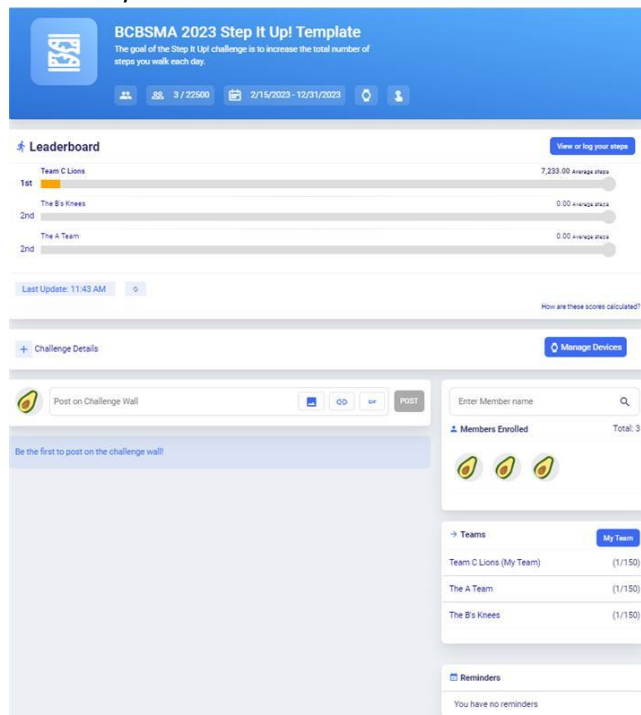 BCBSMA 2023 Step It Up! Template
The goal of the Step It Up! challenge is to increase the total number of
steps you walk each day.
3 / 22500
2/15/2023 - 12/31/2023
Leaderboard
View or log your steps
Team C Lions
7,233.00 Average steps
1st
The B's Knees
0.00 Average steps
2nd
The A Team
0.00 Average steps
2nd
Last Update: 11:43 AM
How are these scores calculated?
+ Challenge Details
Manage Devices
Post on Challenge Wall
GIF
POST
Enter Member name
Members Enrolled
Total: 3
Be the first to post on the challenge wall!
Teams
My Team
Team C Lions (My Team)
(1/150)
The A Team
(1/150)
The B's Knees
(1/150)
Reminders
You have no reminders